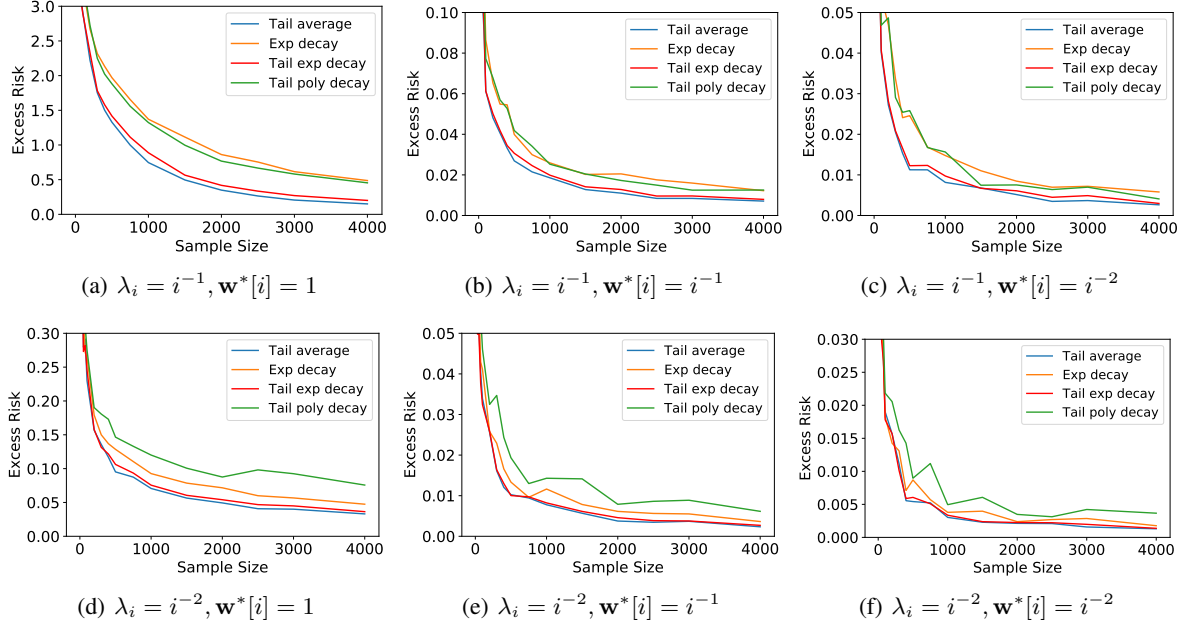 3.0
2.5
2.0
1.5
1.0
0.5
0.0
Excess Risk
0 1000 2000 3000 4000
Sample Size
Tail average
Exp decay
Tail exp decay
Tail poly decay
(a) λᵢ = i⁻¹, w*[i] = 1
0.10
0.08
0.06
0.04
0.02
0.00
Excess Risk
0 1000 2000 3000 4000
Sample Size
Tail average
Exp decay
Tail exp decay
Tail poly decay
(b) λᵢ = i⁻¹, w*[i] = i⁻¹
0.05
0.04
0.03
0.02
0.01
0.00
Excess Risk
0 1000 2000 3000 4000
Sample Size
Tail average
Exp decay
Tail exp decay
Tail poly decay
(c) λᵢ = i⁻¹, w*[i] = i⁻²
0.30
0.25
0.20
0.15
0.10
0.05
0.00
Excess Risk
0 1000 2000 3000 4000
Sample Size
Tail average
Exp decay
Tail exp decay
Tail poly decay
(d) λᵢ = i⁻², w*[i] = 1
0.05
0.04
0.03
0.02
0.01
0.00
Excess Risk
0 1000 2000 3000 4000
Sample Size
Tail average
Exp decay
Tail exp decay
Tail poly decay
(e) λᵢ = i⁻², w*[i] = i⁻¹
0.030
0.025
0.020
0.015
0.010
0.005
0.000
Excess Risk
0 1000 2000 3000 4000
Sample Size
Tail average
Exp decay
Tail exp decay
Tail poly decay
(f) λᵢ = i⁻², w*[i] = i⁻²